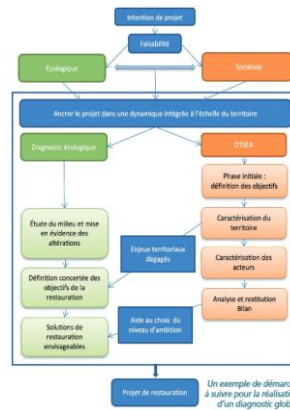 Intention de projet
Faisabilité
Écologique
Sociétale
Ancrer le projet dans une dynamique intégrée à l'échelle du territoire
Diagnostic écologique
DTSEA
Phase initiale :
définition des objectifs
Étude du milieu et mise
en évidence des
altérations
Caractérisation du
territoire
Enjeux territoriaux
dégagés
Définition concertée des
objectifs de la
restauration
Caractérisation des
acteurs
Aide au choix du
niveau d'ambition
Analyse et restitution
Bilan
Solutions de
restauration
envisageables
Projet de restauration
Un exemple de démarc
à suivre pour la réalisati
d'un diagnostic glob